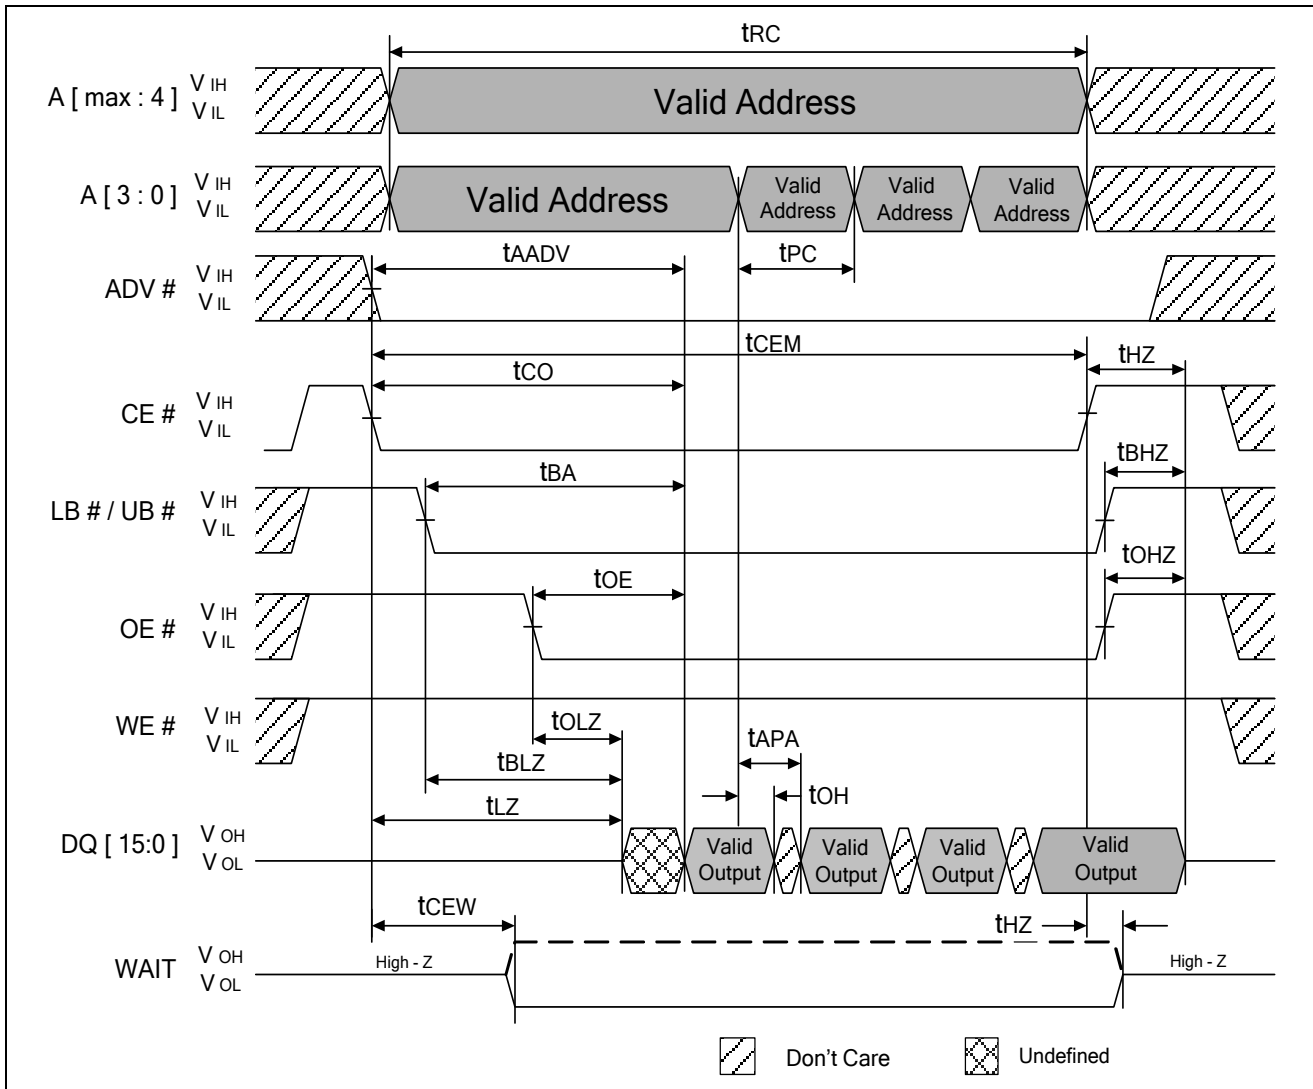 tRC
A [ max : 4 ] V IH
V IL
Valid Address
A [ 3 : 0 ] V IH
V IL
Valid Address
Valid
Address
Valid
Address
Valid
Address
tAADV
tPC
ADV # V IH
V IL
tCEM
tHZ
tCO
CE # V IH
V IL
tBHZ
tBA
LB # / UB # V IH
V IL
tOHZ
tOE
OE # V IH
V IL
WE # V IH
V IL
tOLZ
tAPA
tBLZ
tOH
tLZ
DQ [ 15:0 ] V OH
V OL
Valid
Output
Valid
Output
Valid
Output
Valid
Output
tCEW
tHZ
WAIT V OH
V OL
High - Z
High - Z
Don't Care
Undefined